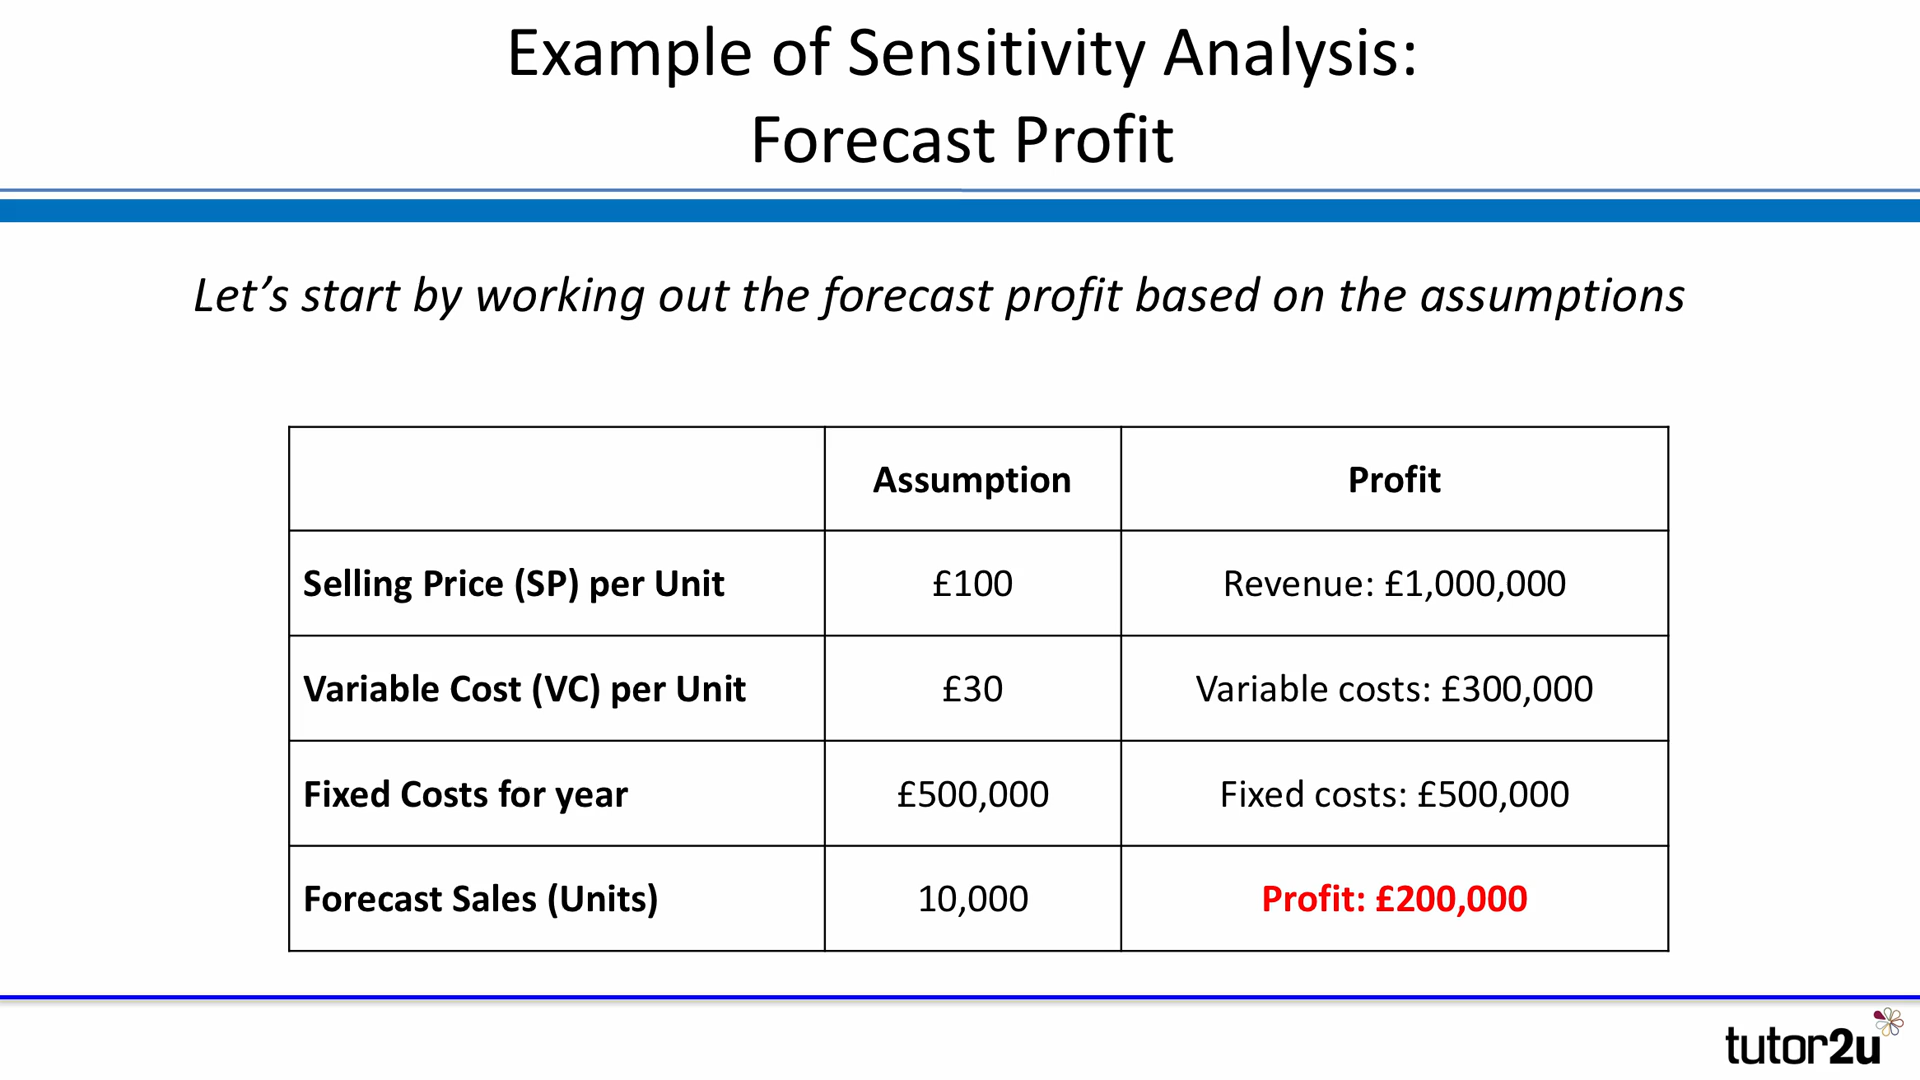 Example of Sensitivity Analysis:
Forecast Profit
Let’s start by working out the forecast profit based on the assumptions
Assumption Profit
Selling Price (SP) per Unit £100 Revenue: £1,000,000
Variable Cost (VC) per Unit £30 Variable costs: £300,000
Fixed Costs for year £500,000 Fixed costs: £500,000
Forecast Sales (Units) 10,000 Profit: £200,000
tutor2u